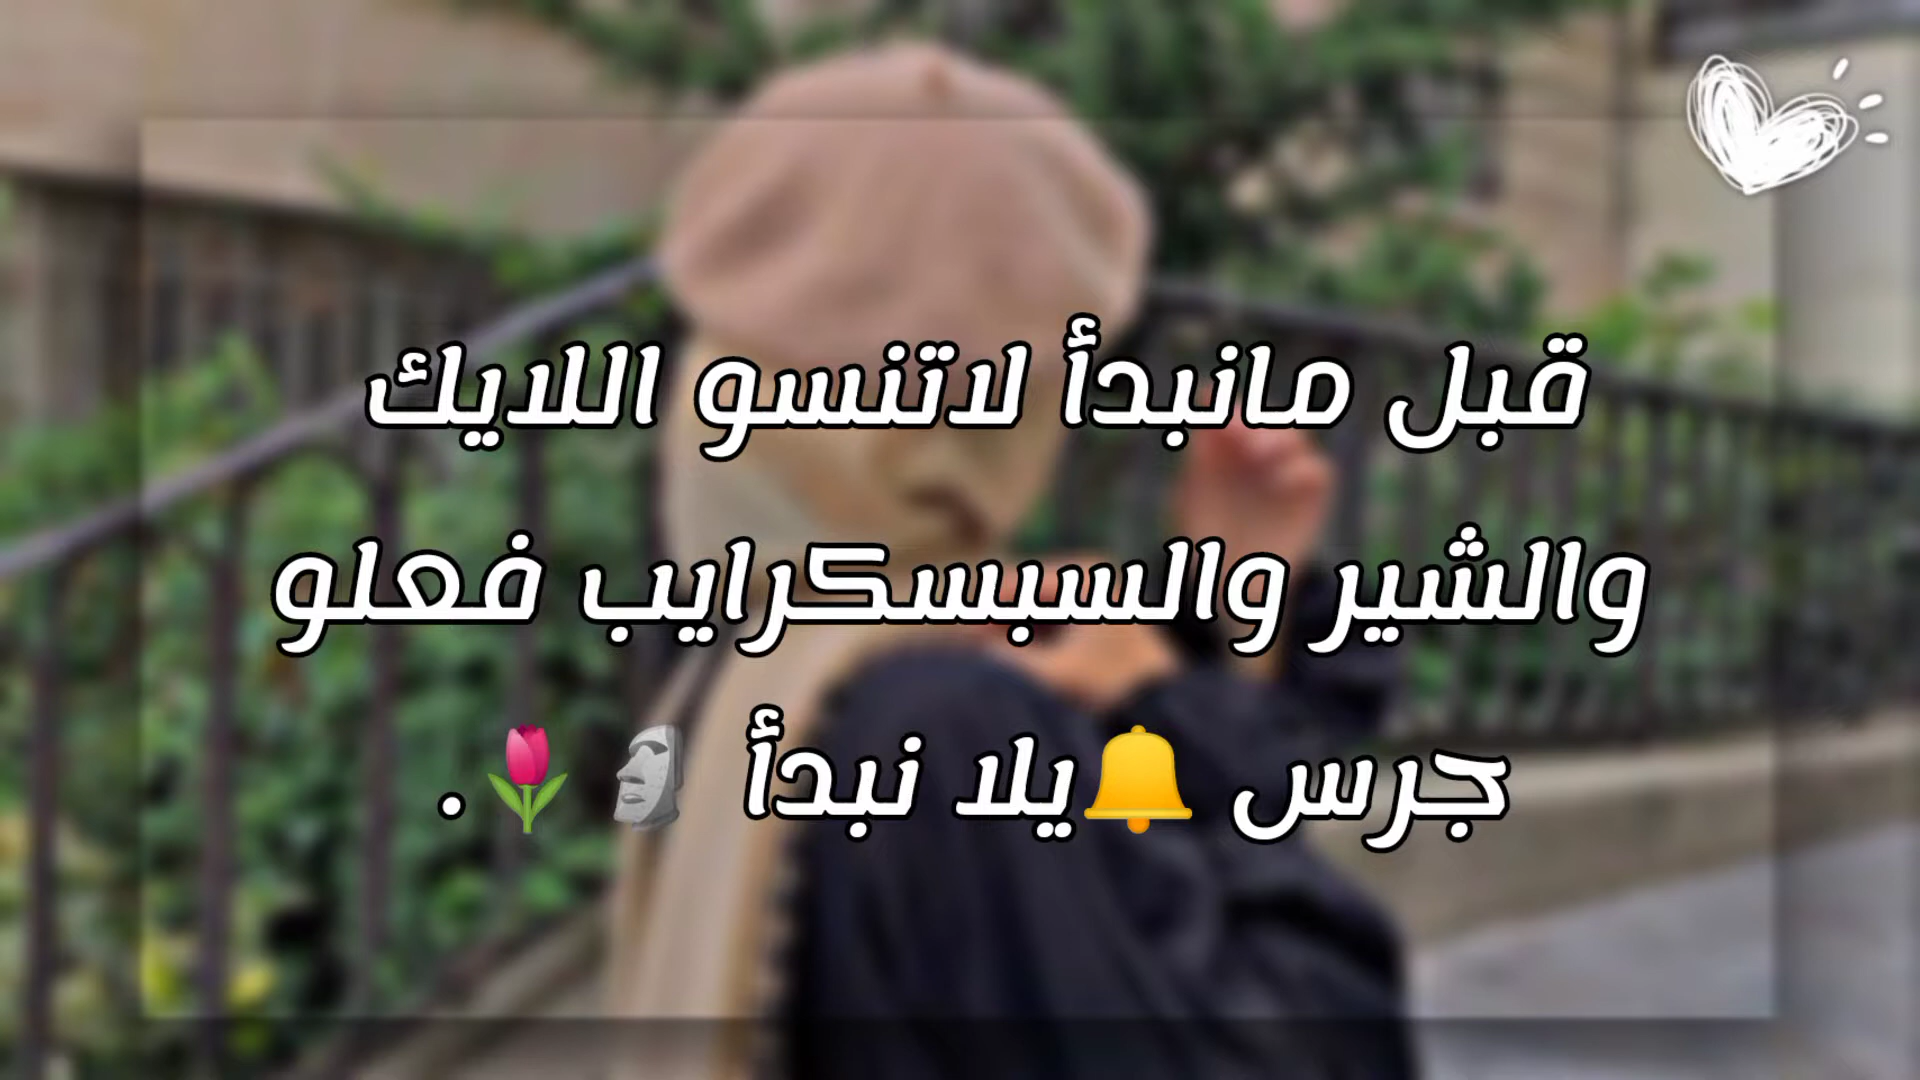 قبل مانبدأ لاتنسو اللايك
والشير والسبسكرايب فعلو
جرس 🔔يلا نبدأ 🗿🌷.